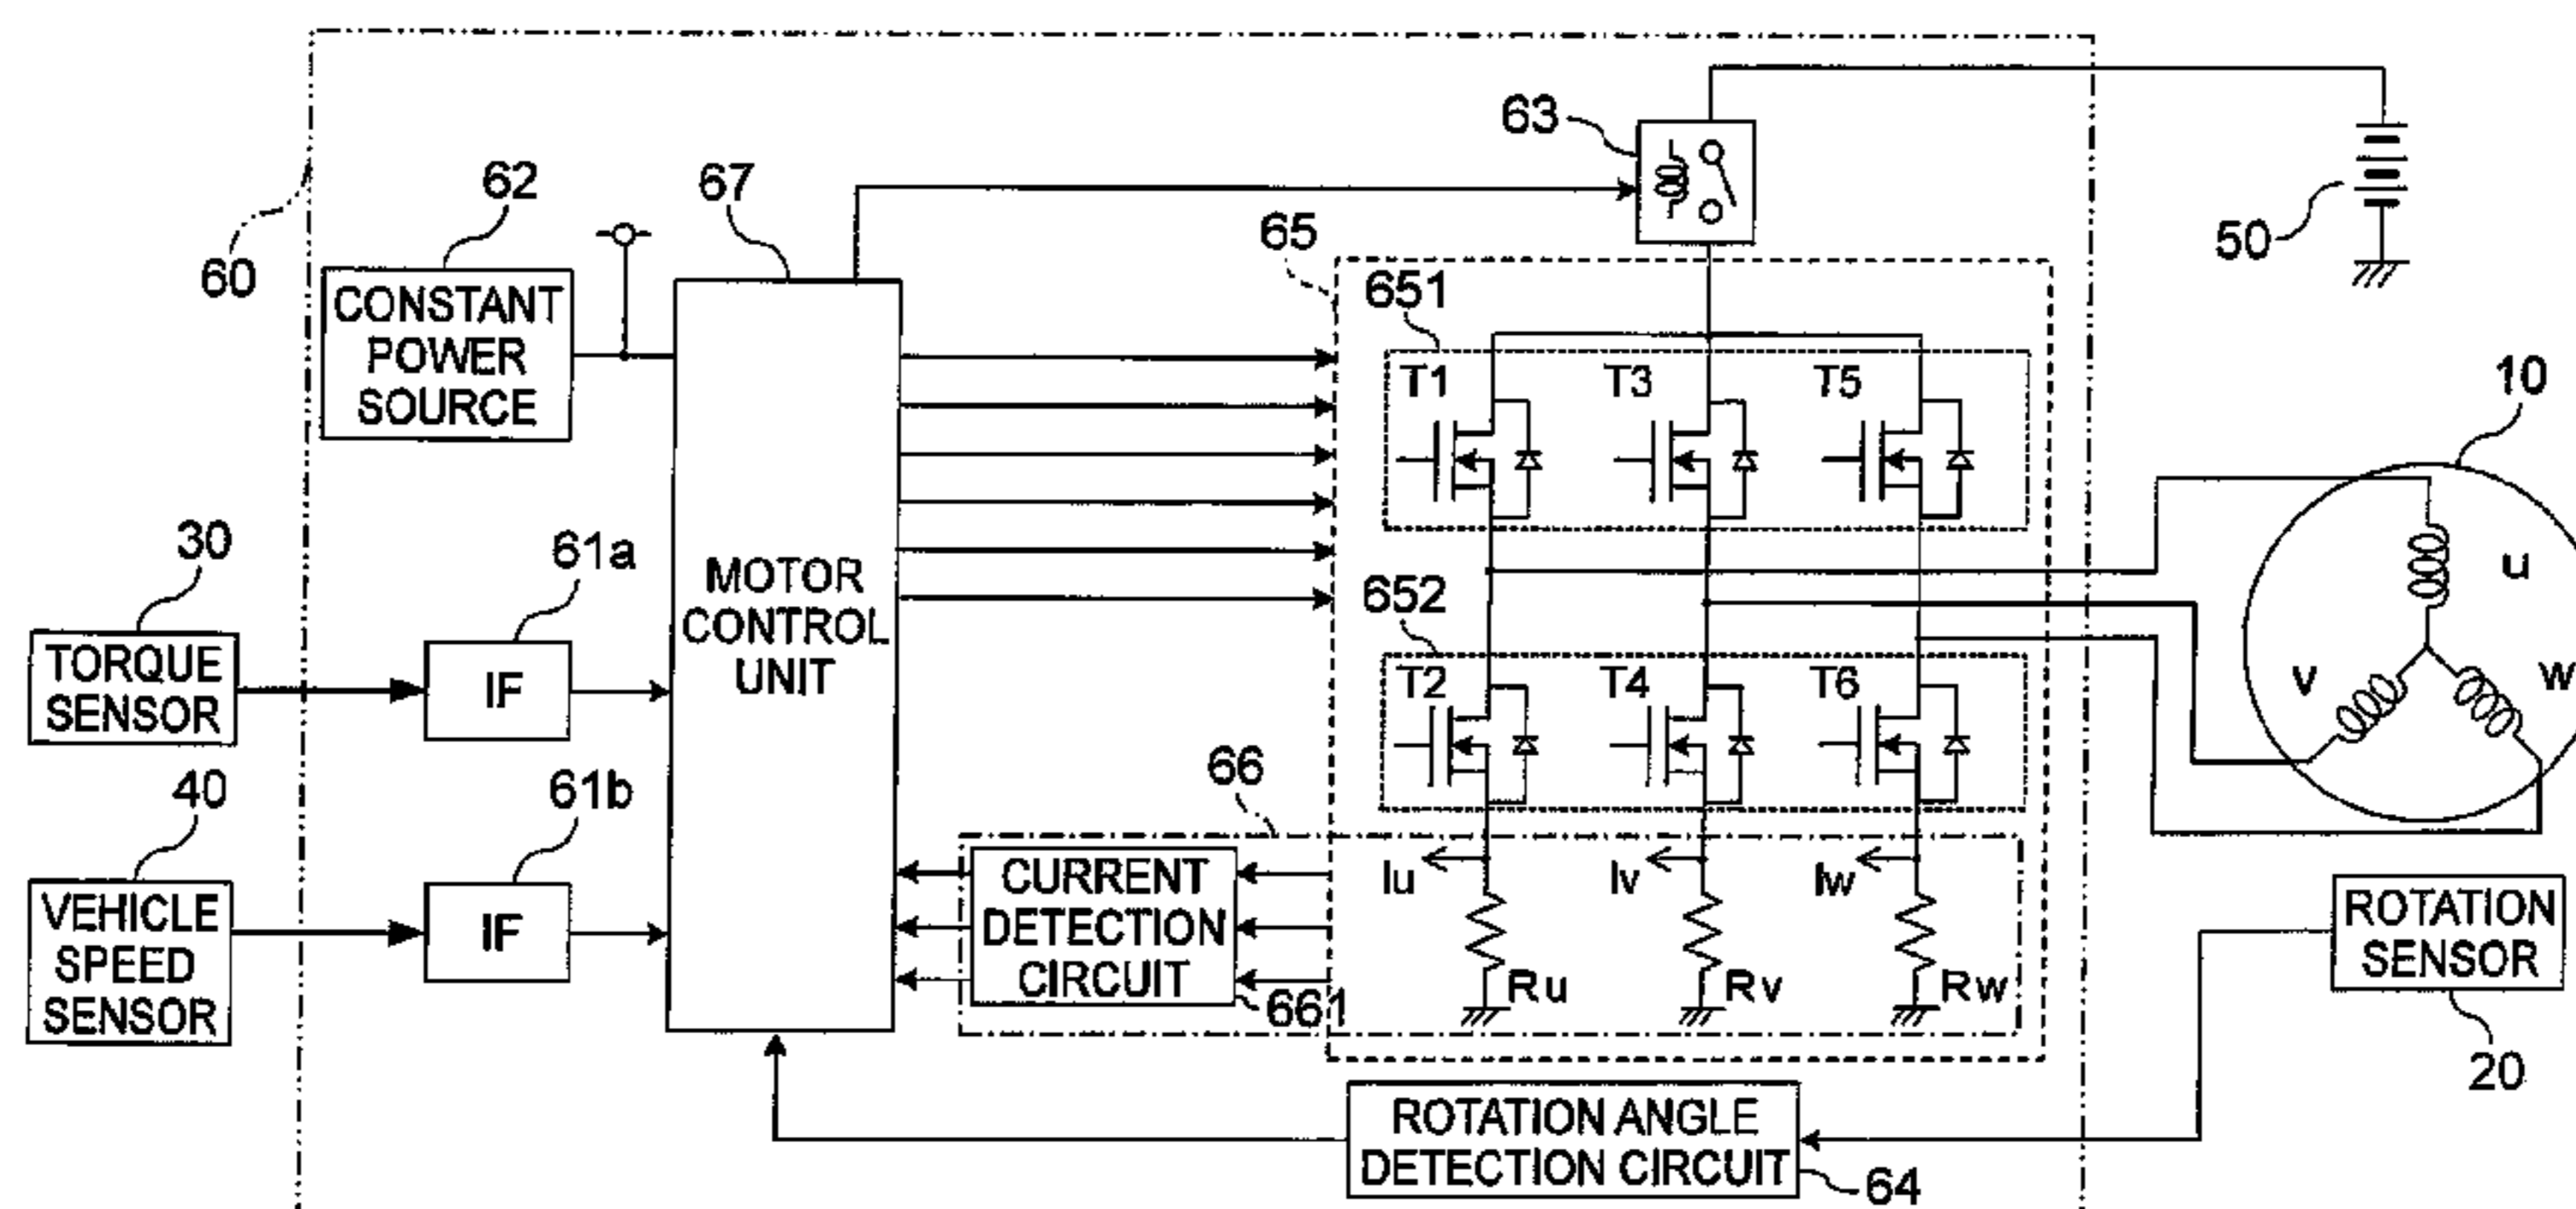 63
62
67
65
50
60
651
CONSTANT
POWER
SOURCE
T1
T3
T5
10
30
61a
MOTOR
CONTROL
UNIT
652
u
v
w
TORQUE
SENSOR
IF
T2
T4
T6
40
61b
66
VEHICLE
SPEED
SENSOR
IF
CURRENT
DETECTION
CIRCUIT
661
Iu
Iv
Iw
Ru
Rv
Rw
ROTATION
SENSOR
20
ROTATION ANGLE
DETECTION CIRCUIT
64